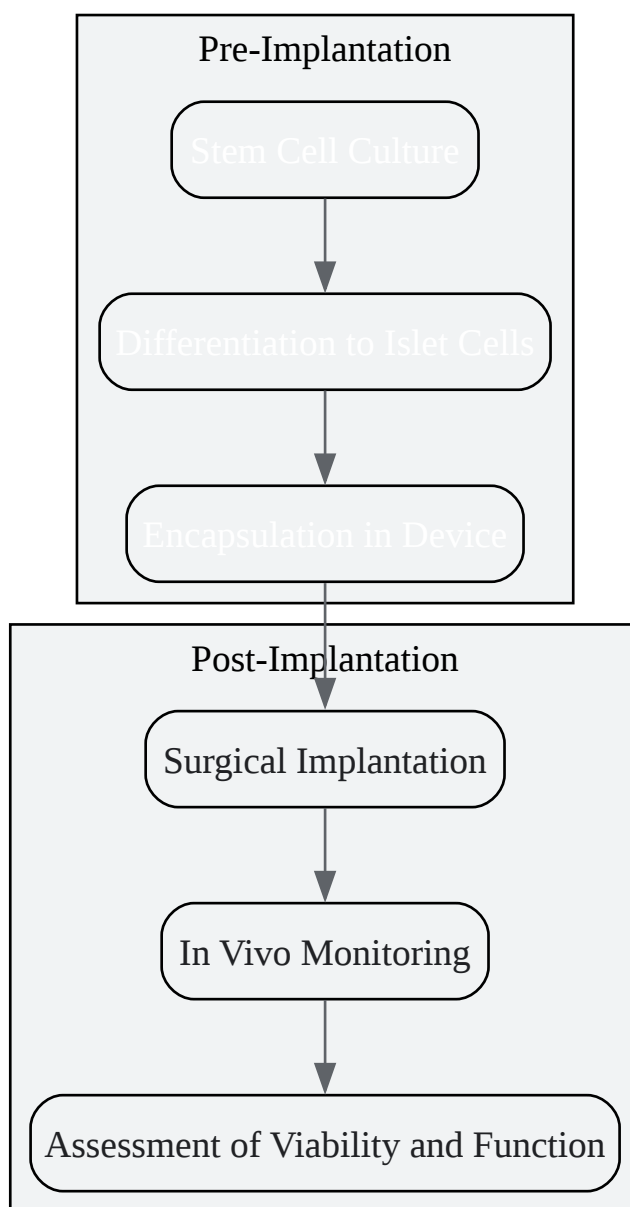 Pre-Implantation
Stem Cell Culture
Differentiation to Islet Cells
Encapsulation in Device
Post-Implantation
Surgical Implantation
In Vivo Monitoring
Assessment of Viability and Function